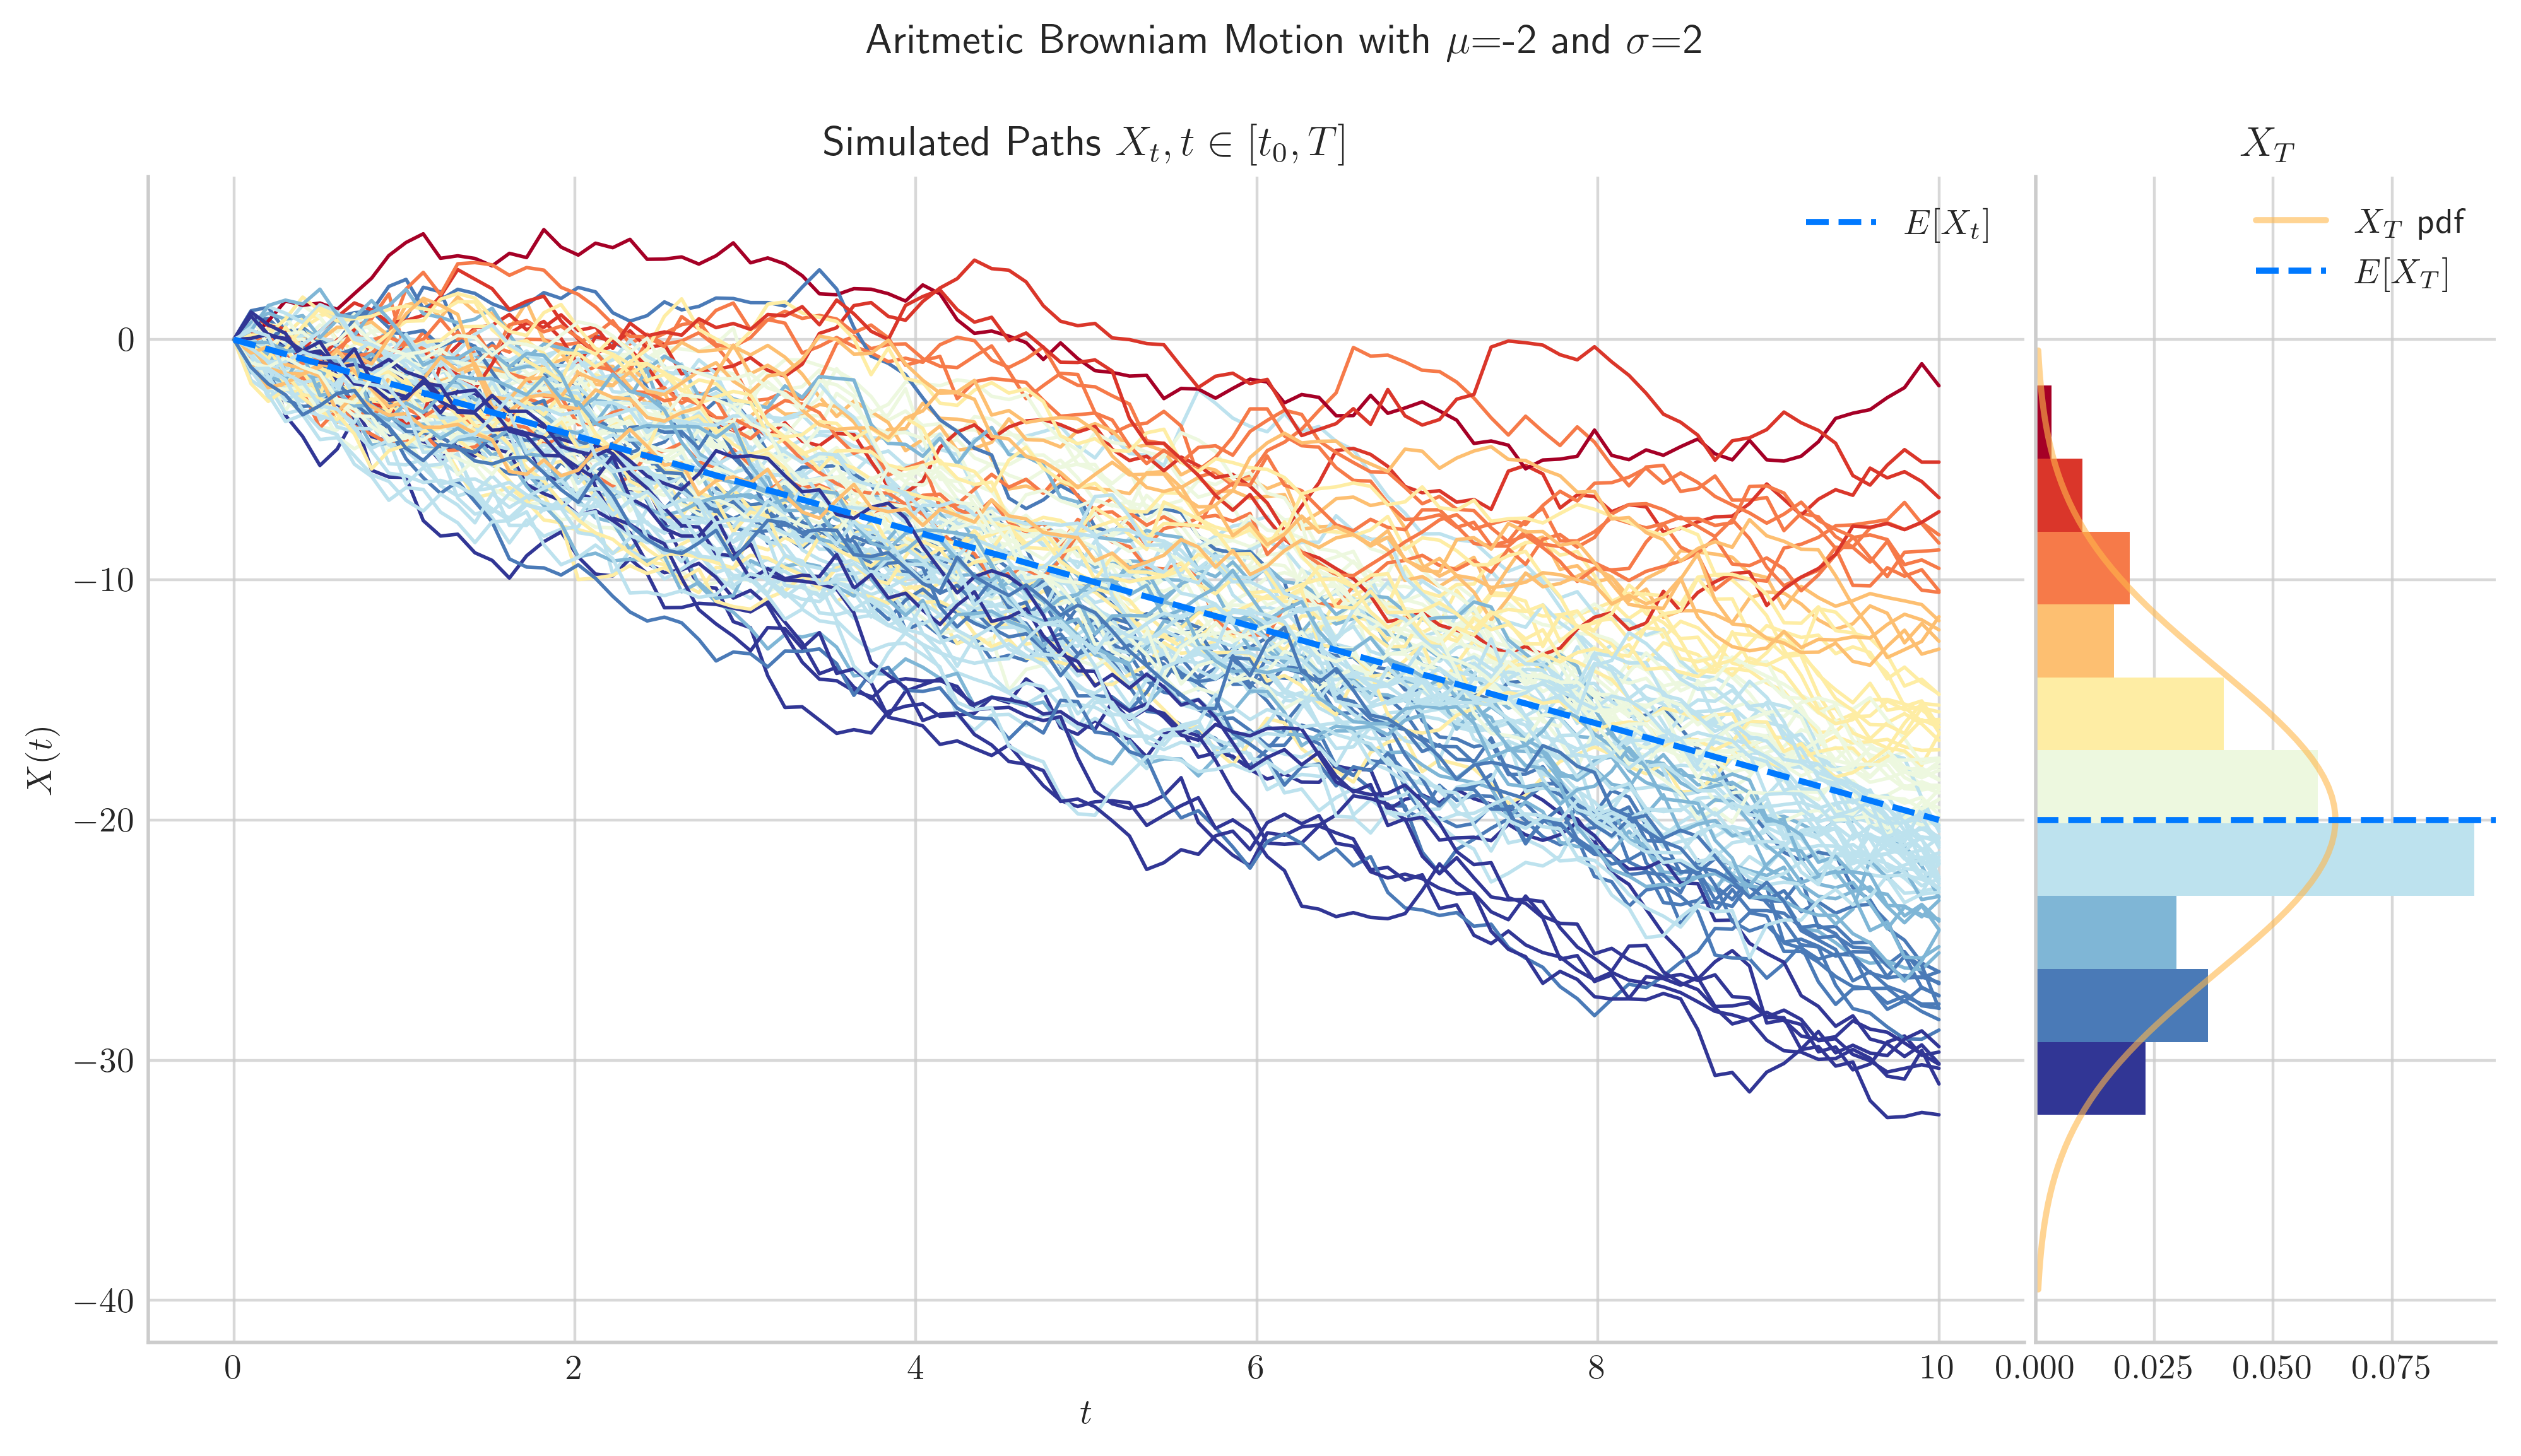 Aritmetic Browniam Motion with μ=-2 and σ=2
Simulated Paths X_t, t ∈ [t_0, T]
X_T
E[X_t]
X_T pdf
E[X_T]
X(t)
0
−10
−20
−30
−40
0 2 4 6 8 10
0.000 0.025 0.050 0.075
t